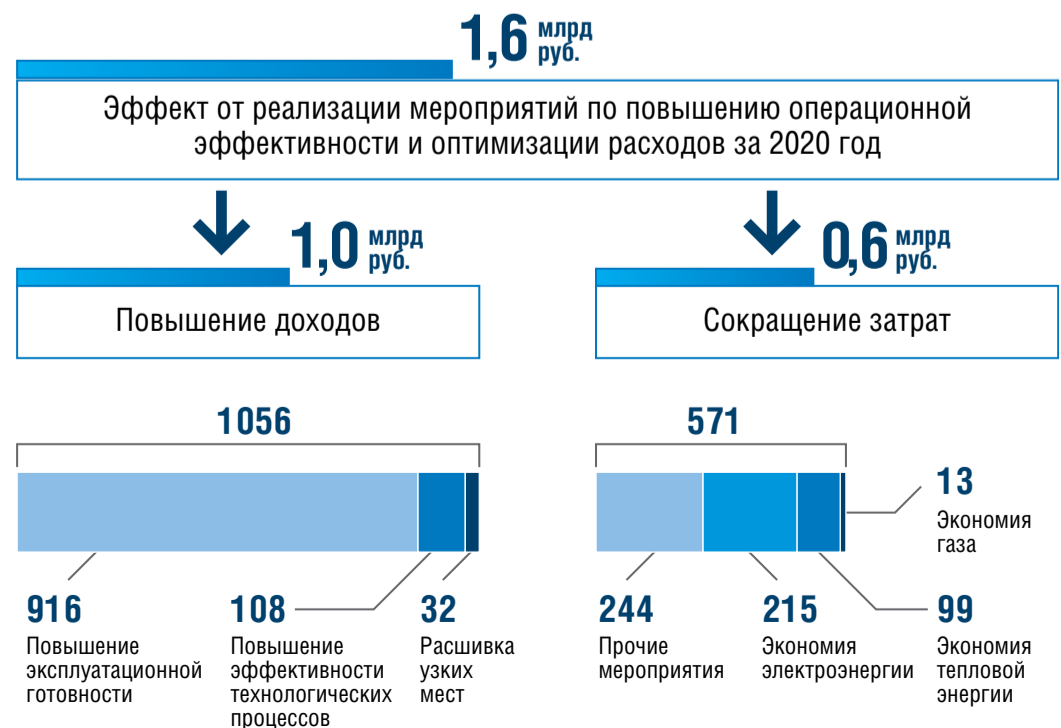 1,6 млрд
руб.
Эффект от реализации мероприятий по повышению операционной
эффективности и оптимизации расходов за 2020 год
1,0 млрд
руб.
Повышение доходов
0,6 млрд
руб.
Сокращение затрат
1056
916
Повышение
эксплуатационной
готовности
108
Повышение
эффективности
технологических
процессов
32
Расшивка
узких
мест
571
244
Прочие
мероприятия
215
Экономия
электроэнергии
13
Экономия
газа
99
Экономия
тепловой
энергии